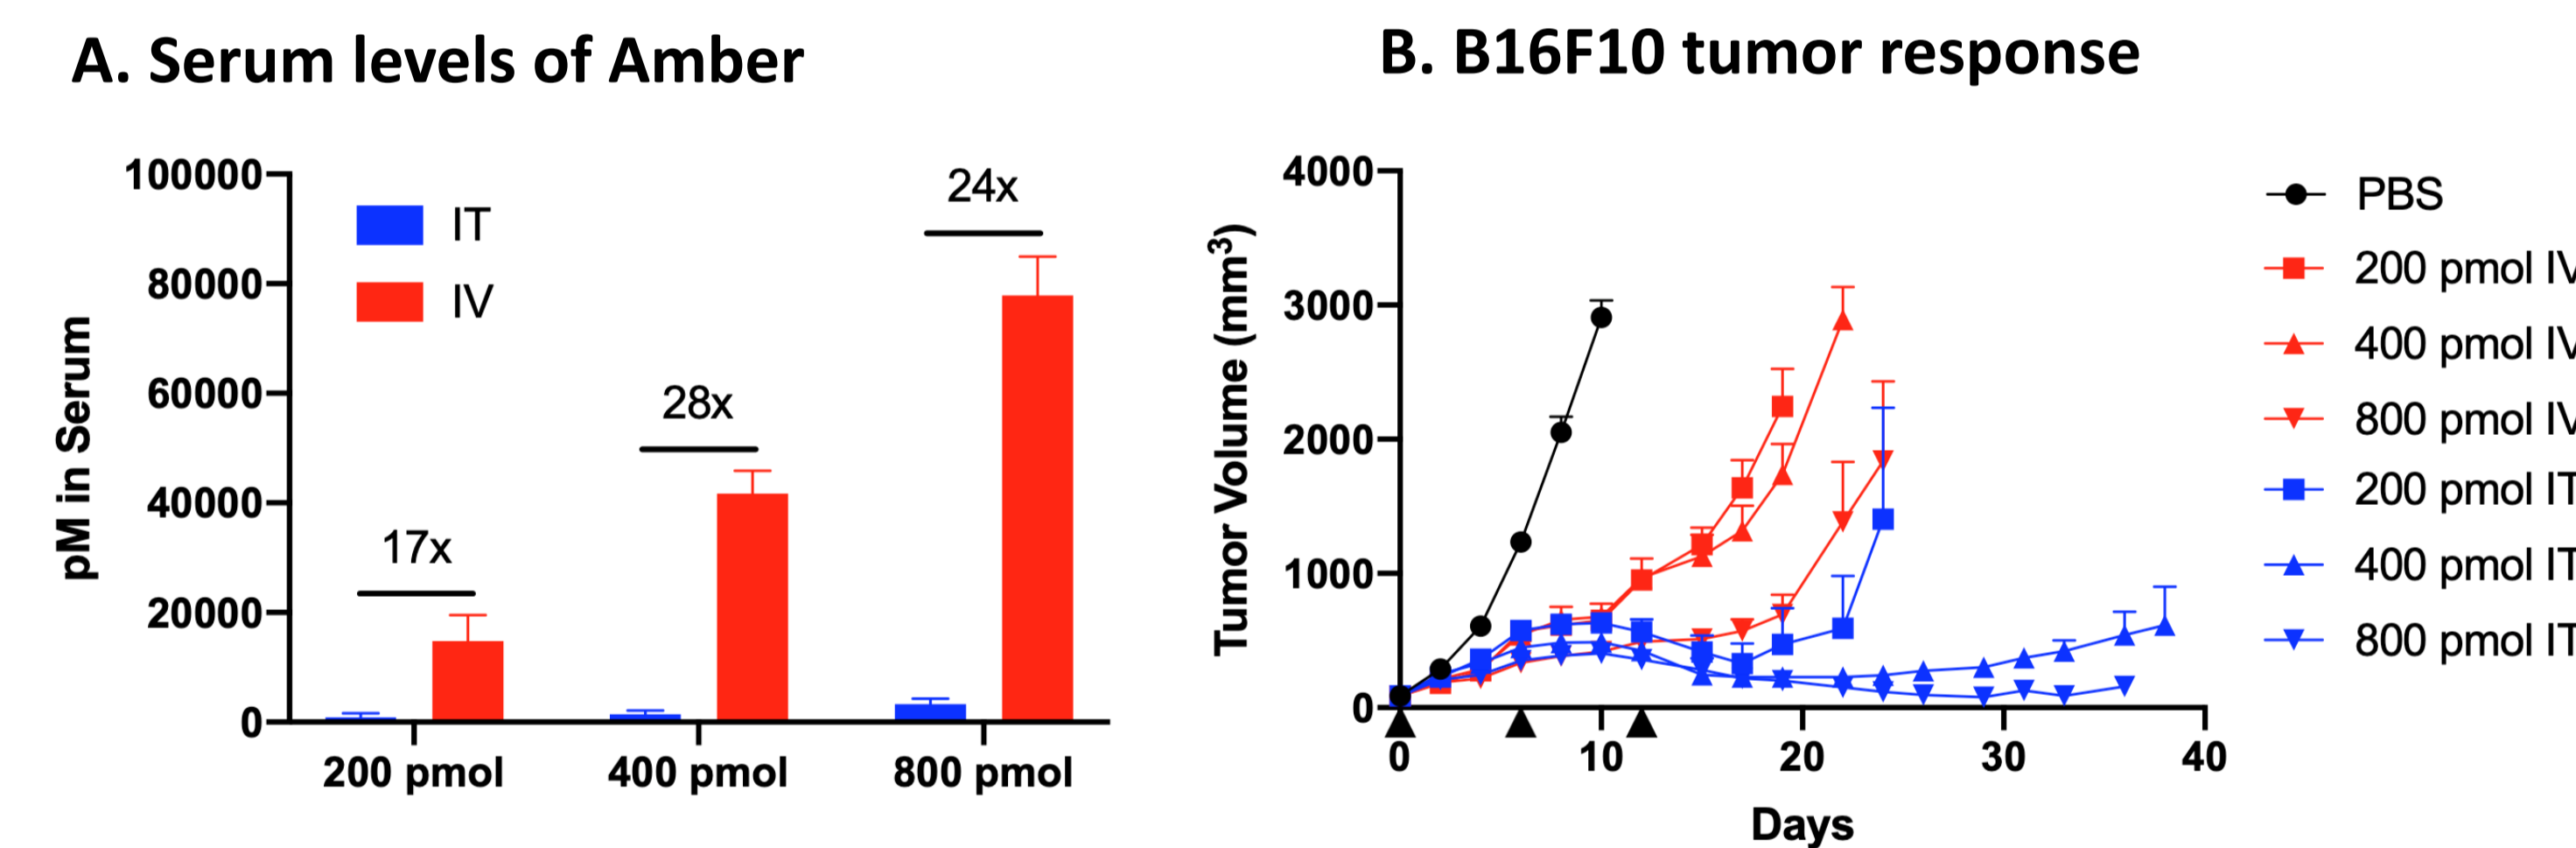 A. Serum levels of Amber
pM in Serum
100000
80000
60000
40000
20000
0
IT
IV
17x
28x
24x
200 pmol
400 pmol
800 pmol
B. B16F10 tumor response
Tumor Volume (mm³)
4000
3000
2000
1000
0
0
10
20
30
40
Days
PBS
200 pmol IV
400 pmol IV
800 pmol IV
200 pmol IT
400 pmol IT
800 pmol IT